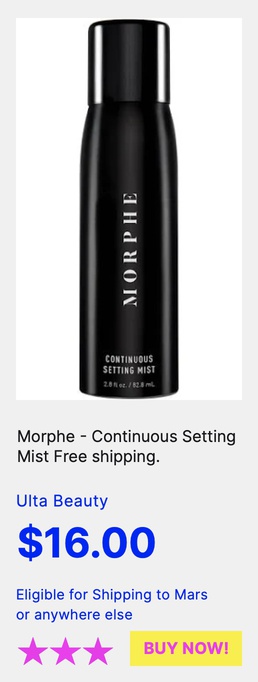 MORPHE
CONTINUOUS
SETTING MIST
2.8 fl oz. / 82.8 mL
Morphe - Continuous Setting
Mist Free shipping.
Ulta Beauty
$16.00
Eligible for Shipping to Mars
or anywhere else
BUY NOW!